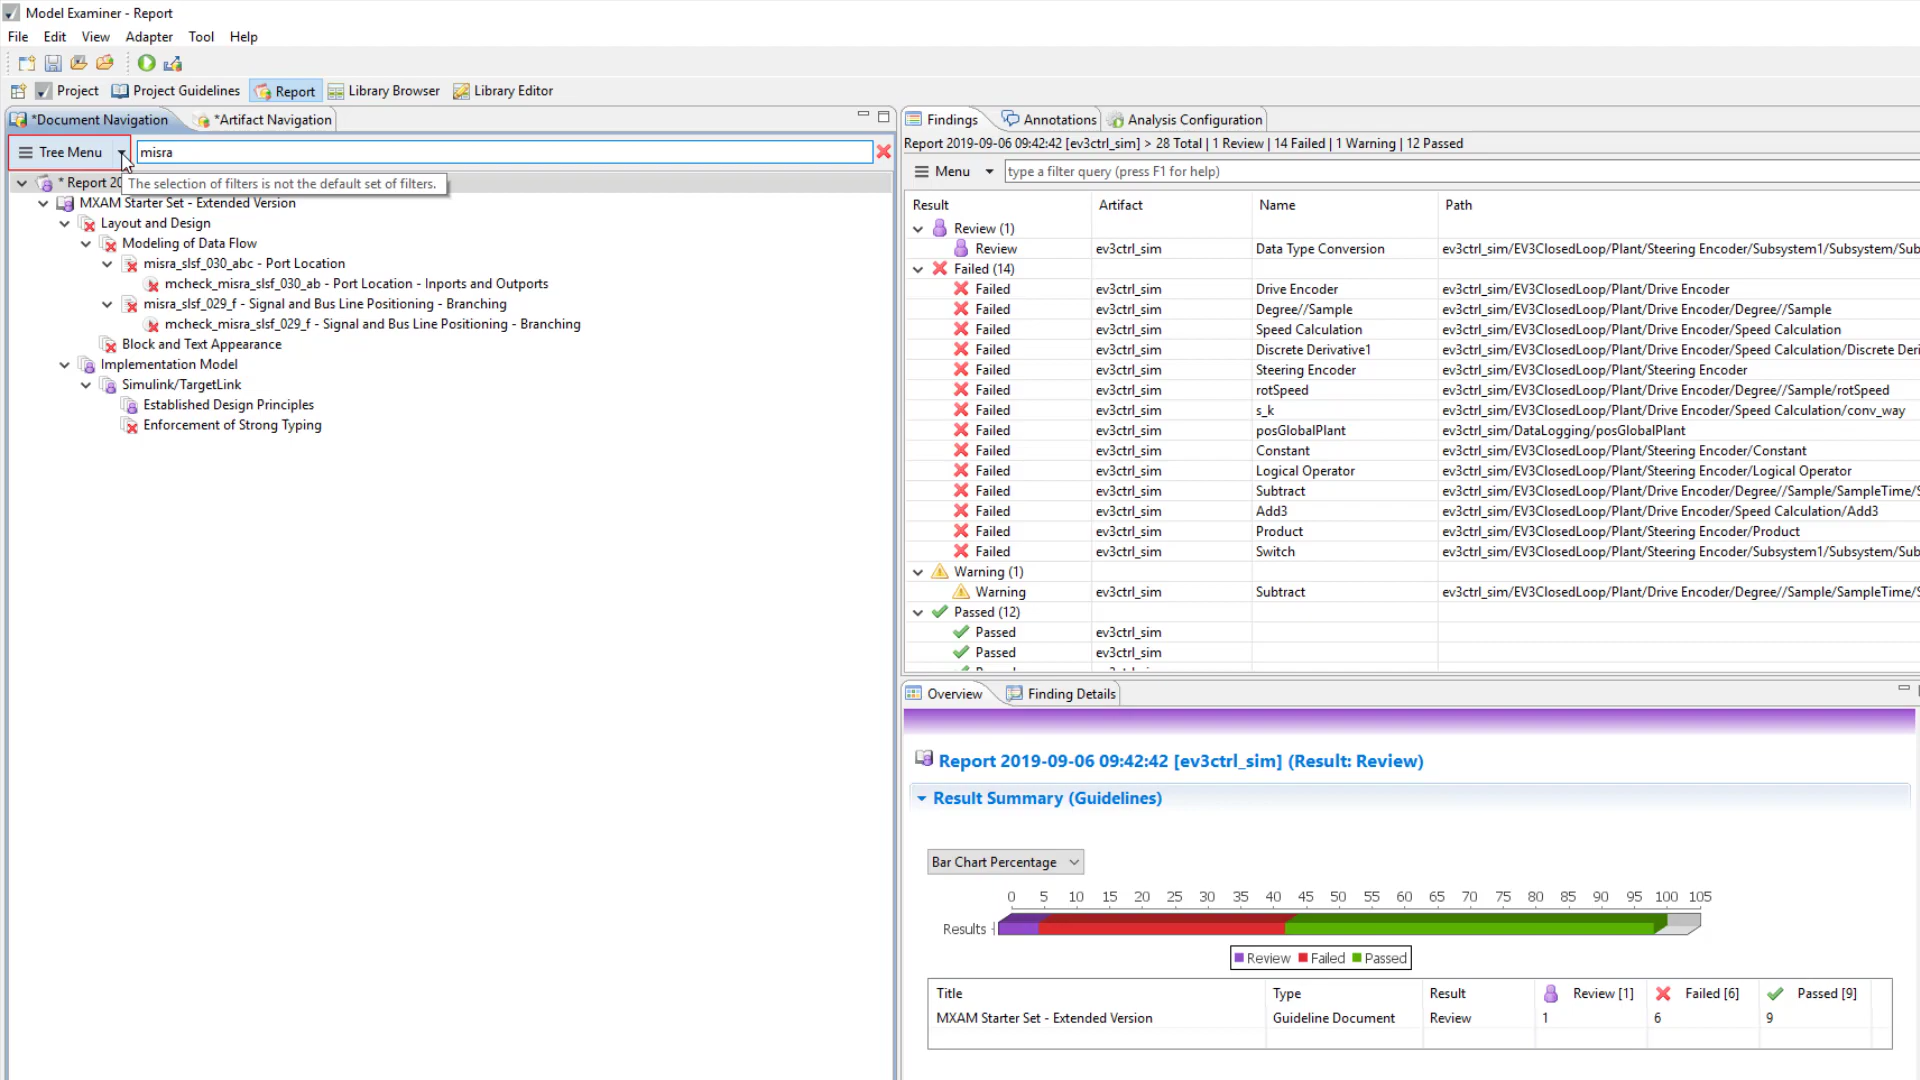 Model Examiner - Report
File Edit View Adapter Tool Help
Project Project Guidelines Report Library Browser Library Editor
*Document Navigation *Artifact Navigation
Tree Menu misra
The selection of filters is not the default set of filters.
* Report 20
MXAM Starter Set - Extended Version
Layout and Design
Modeling of Data Flow
misra_slsf_030_abc - Port Location
mcheck_misra_slsf_030_ab - Port Location - Inports and Outports
misra_slsf_029_f - Signal and Bus Line Positioning - Branching
mcheck_misra_slsf_029_f - Signal and Bus Line Positioning - Branching
Block and Text Appearance
Implementation Model
Simulink/TargetLink
Established Design Principles
Enforcement of Strong Typing
Findings Annotations Analysis Configuration
Report 2019-09-06 09:42:42 [ev3ctrl_sim] > 28 Total | 1 Review | 14 Failed | 1 Warning | 12 Passed
Menu type a filter query (press F1 for help)
Result Artifact Name Path
Review (1)
Review ev3ctrl_sim Data Type Conversion ev3ctrl_sim/EV3ClosedLoop/Plant/Steering Encoder/Subsystem1/Subsystem/Sub
Failed (14)
Failed ev3ctrl_sim Drive Encoder ev3ctrl_sim/EV3ClosedLoop/Plant/Drive Encoder
Failed ev3ctrl_sim Degree//Sample ev3ctrl_sim/EV3ClosedLoop/Plant/Drive Encoder/Degree//Sample
Failed ev3ctrl_sim Speed Calculation ev3ctrl_sim/EV3ClosedLoop/Plant/Drive Encoder/Speed Calculation
Failed ev3ctrl_sim Discrete Derivative1 ev3ctrl_sim/EV3ClosedLoop/Plant/Drive Encoder/Speed Calculation/Discrete Deri
Failed ev3ctrl_sim Steering Encoder ev3ctrl_sim/EV3ClosedLoop/Plant/Steering Encoder
Failed ev3ctrl_sim rotSpeed ev3ctrl_sim/EV3ClosedLoop/Plant/Drive Encoder/Degree//Sample/rotSpeed
Failed ev3ctrl_sim s_k ev3ctrl_sim/EV3ClosedLoop/Plant/Drive Encoder/Speed Calculation/conv_way
Failed ev3ctrl_sim posGlobalPlant ev3ctrl_sim/DataLogging/posGlobalPlant
Failed ev3ctrl_sim Constant ev3ctrl_sim/EV3ClosedLoop/Plant/Steering Encoder/Constant
Failed ev3ctrl_sim Logical Operator ev3ctrl_sim/EV3ClosedLoop/Plant/Steering Encoder/Logical Operator
Failed ev3ctrl_sim Subtract ev3ctrl_sim/EV3ClosedLoop/Plant/Drive Encoder/Degree//Sample/SampleTime/S
Failed ev3ctrl_sim Add3 ev3ctrl_sim/EV3ClosedLoop/Plant/Drive Encoder/Speed Calculation/Add3
Failed ev3ctrl_sim Product ev3ctrl_sim/EV3ClosedLoop/Plant/Steering Encoder/Product
Failed ev3ctrl_sim Switch ev3ctrl_sim/EV3ClosedLoop/Plant/Steering Encoder/Subsystem1/Subsystem/Sub
Warning (1)
Warning ev3ctrl_sim Subtract ev3ctrl_sim/EV3ClosedLoop/Plant/Drive Encoder/Degree//Sample/SampleTime/S
Passed (12)
Passed ev3ctrl_sim
Passed ev3ctrl_sim
Overview Finding Details
Report 2019-09-06 09:42:42 [ev3ctrl_sim] (Result: Review)
Result Summary (Guidelines)
Bar Chart Percentage
0 5 10 15 20 25 30 35 40 45 50 55 60 65 70 75 80 85 90 95 100 105
Results
Review Failed Passed
Title Type Result Review [1] Failed [6] Passed [9]
MXAM Starter Set - Extended Version Guideline Document Review 1 6 9